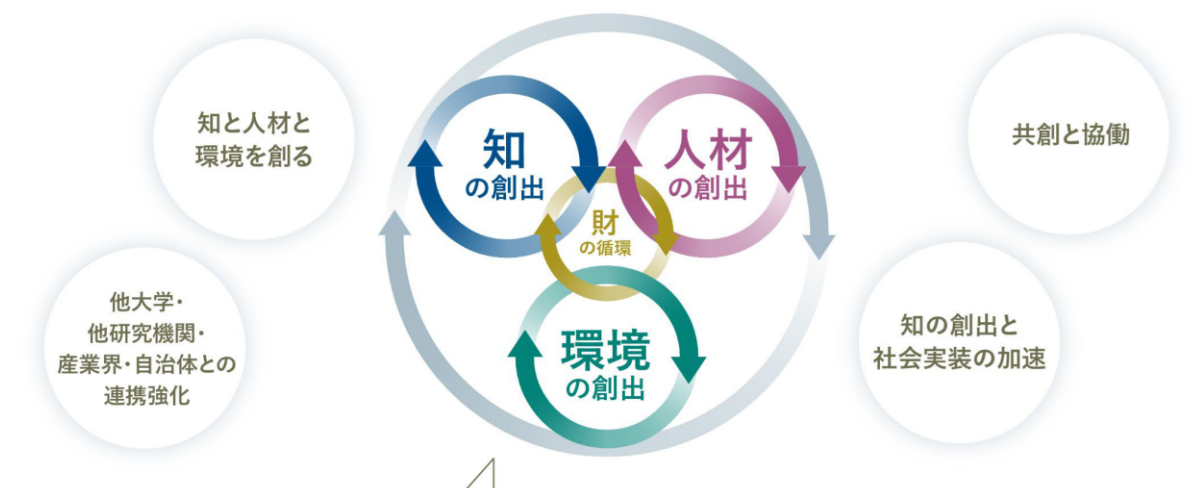 知と人材と
環境を創る
他大学・
他研究機関・
産業界・自治体との
連携強化
知
の創出
人材
の創出
財
の循環
環境
の創出
共創と協働
知の創出と
社会実装の加速